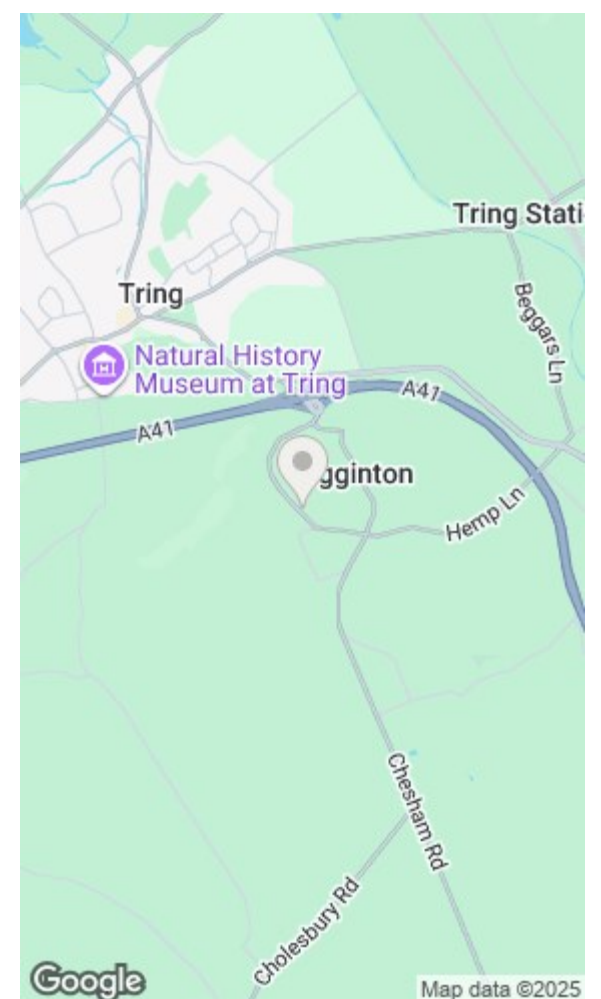 Tring Stati
Beggars Ln
Tring
Natural History
Museum at Tring
A41
A41
gginton
Hemp Ln
Chesham Rd
Cholesbury Rd
Google
Map data ©2025